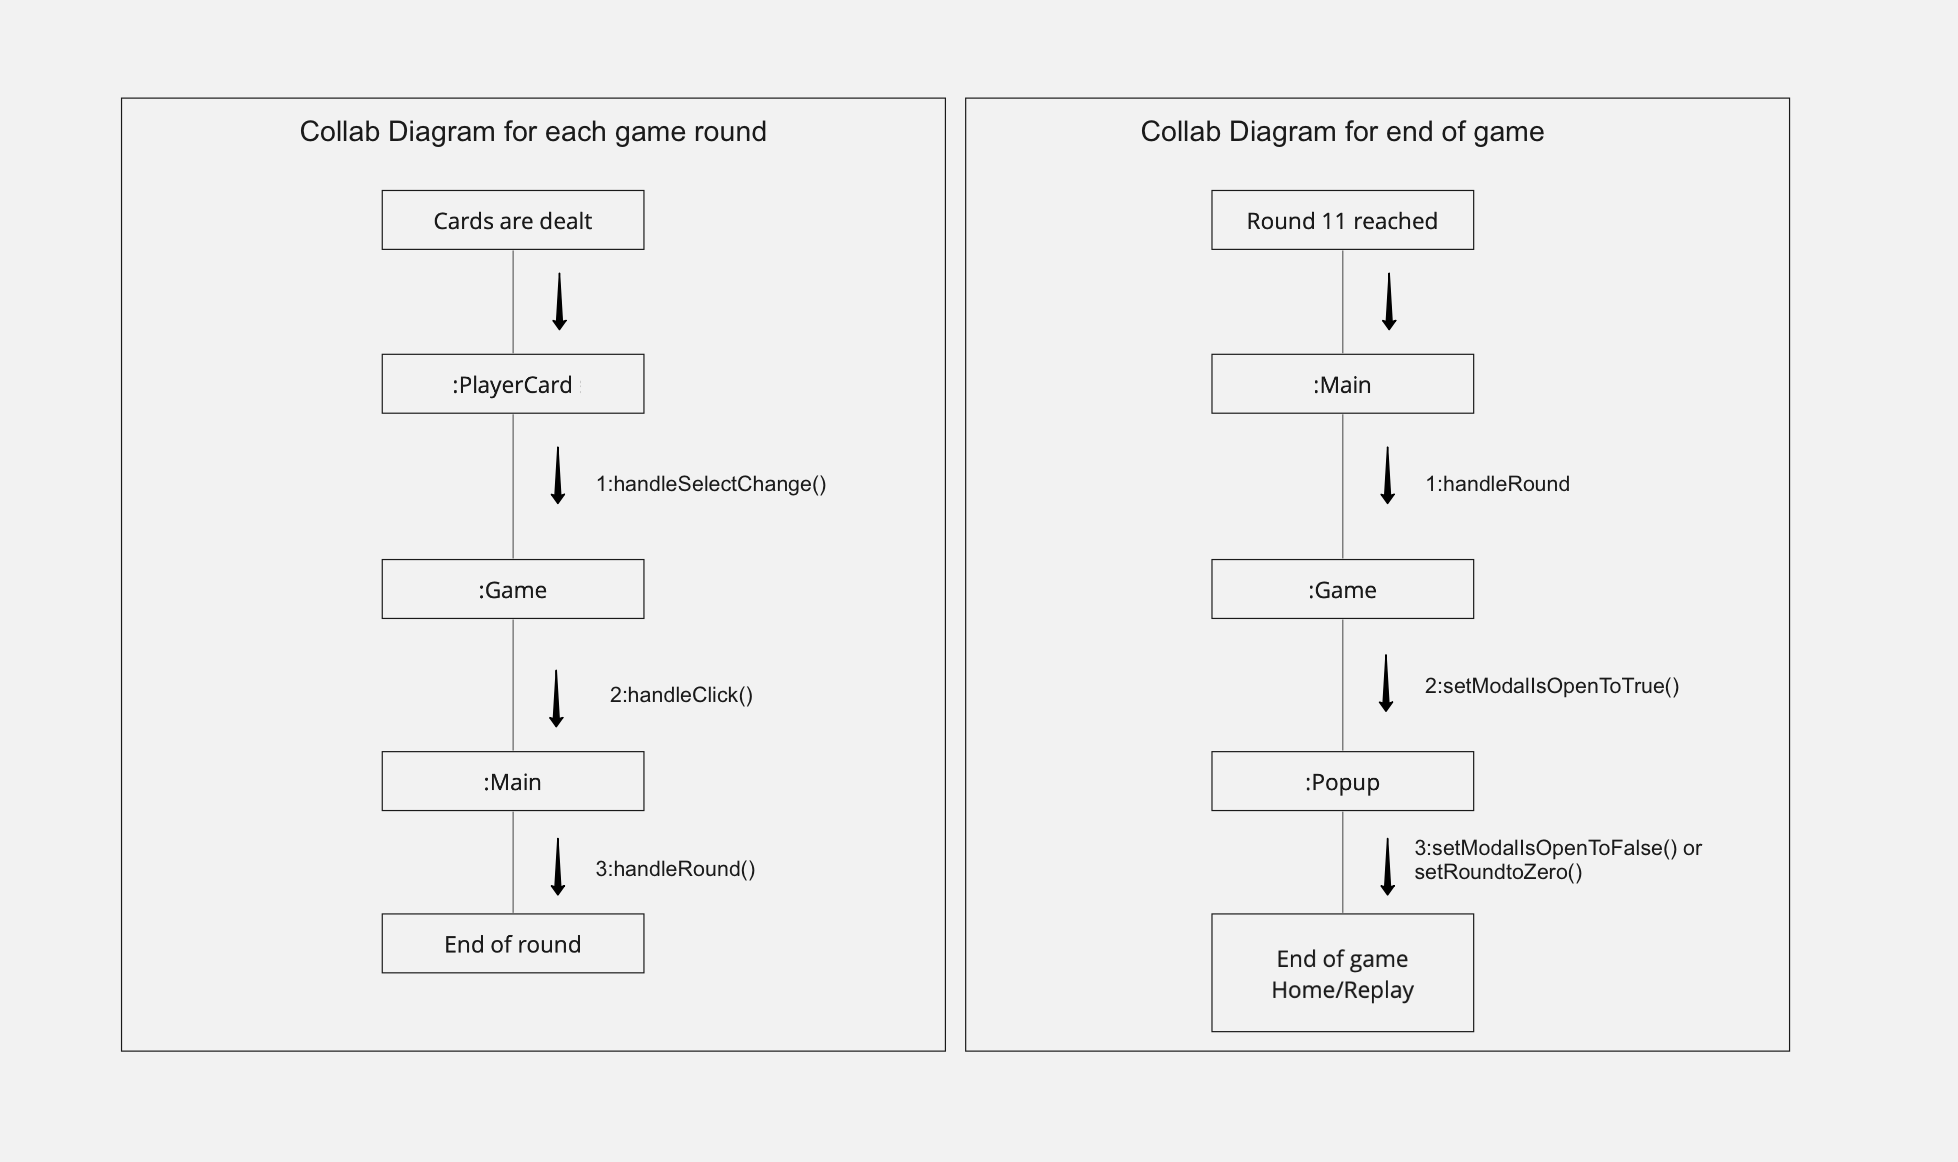 Collab Diagram for each game round
Cards are dealt
:PlayerCard
1:handleSelectChange()
:Game
2:handleClick()
:Main
3:handleRound()
End of round
Collab Diagram for end of game
Round 11 reached
:Main
1:handleRound
:Game
2:setModalIsOpenToTrue()
:Popup
3:setModalIsOpenToFalse() or
setRoundtoZero()
End of game
Home/Replay